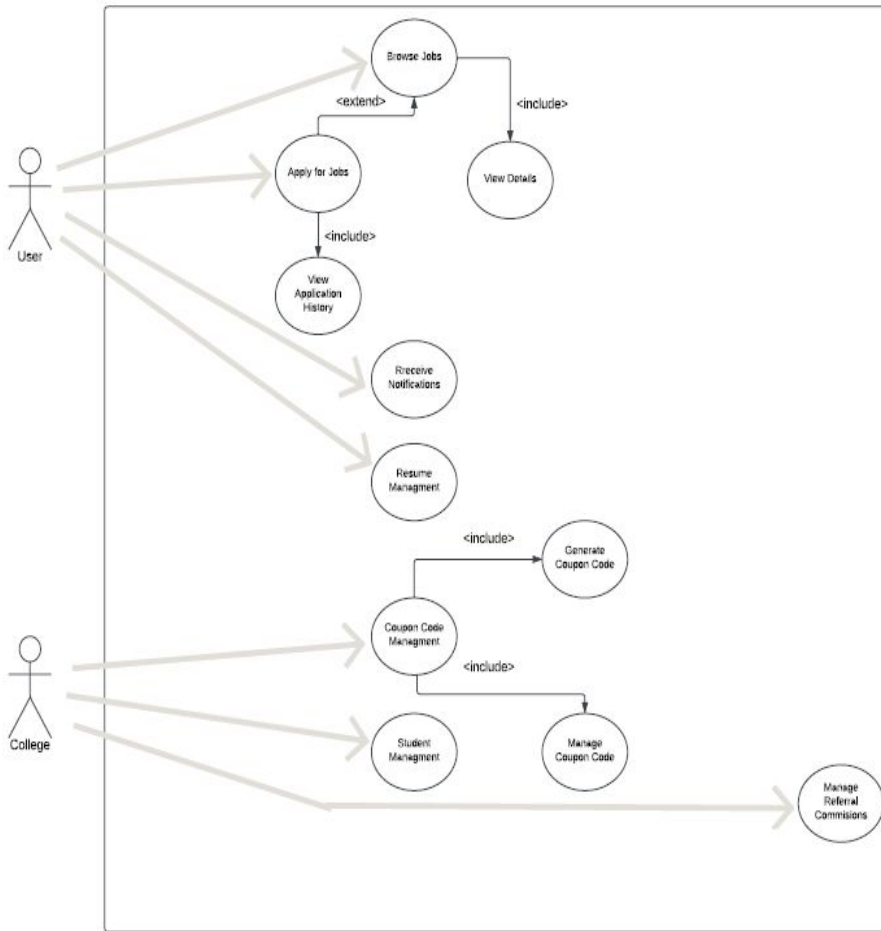 Browse Jobs
<extend>
<include>
Apply for Jobs
View Details
<include>
User
View
Application
History
Rreceive
Notifications
Resume
Managment
<include>
Generate
Coupon Code
Coupon Code
Managment
<include>
College
Student
Managment
Manage
Coupon Code
Manage
Referral
Commisions